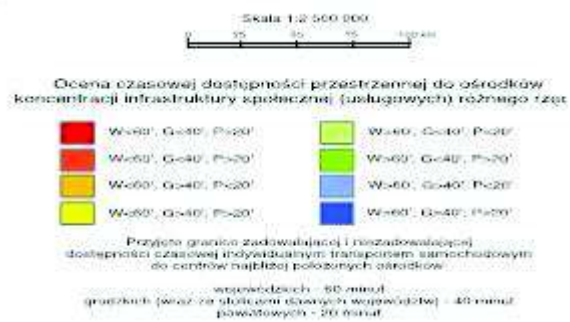 Skala 1:2 500 000
0 25 50 75 100 km
Ocena czasowej dostępności przestrzennej do ośrodków
koncentracji infrastruktury społecznej (usługowych) różnego rzęd
W<60', G<40', P<20'
W<60', G<40', P>20'
W<60', G>40', P<20'
W<60', G>40', P>20'
W>60', G<40', P<20'
W>60', G<40', P>20'
W>60', G>40', P<20'
W>60', G>40', P>20'
Przyjęto granice zadowalającej i niezadowalającej
dostępności czasowej indywidualnym transportem samochodowym
do centrów najbliżej położonych ośrodków
wojewódzkich - 60 minut
grodzkich (wraz ze stolicami dawnych województw) - 40 minut
powiatowych - 20 minut